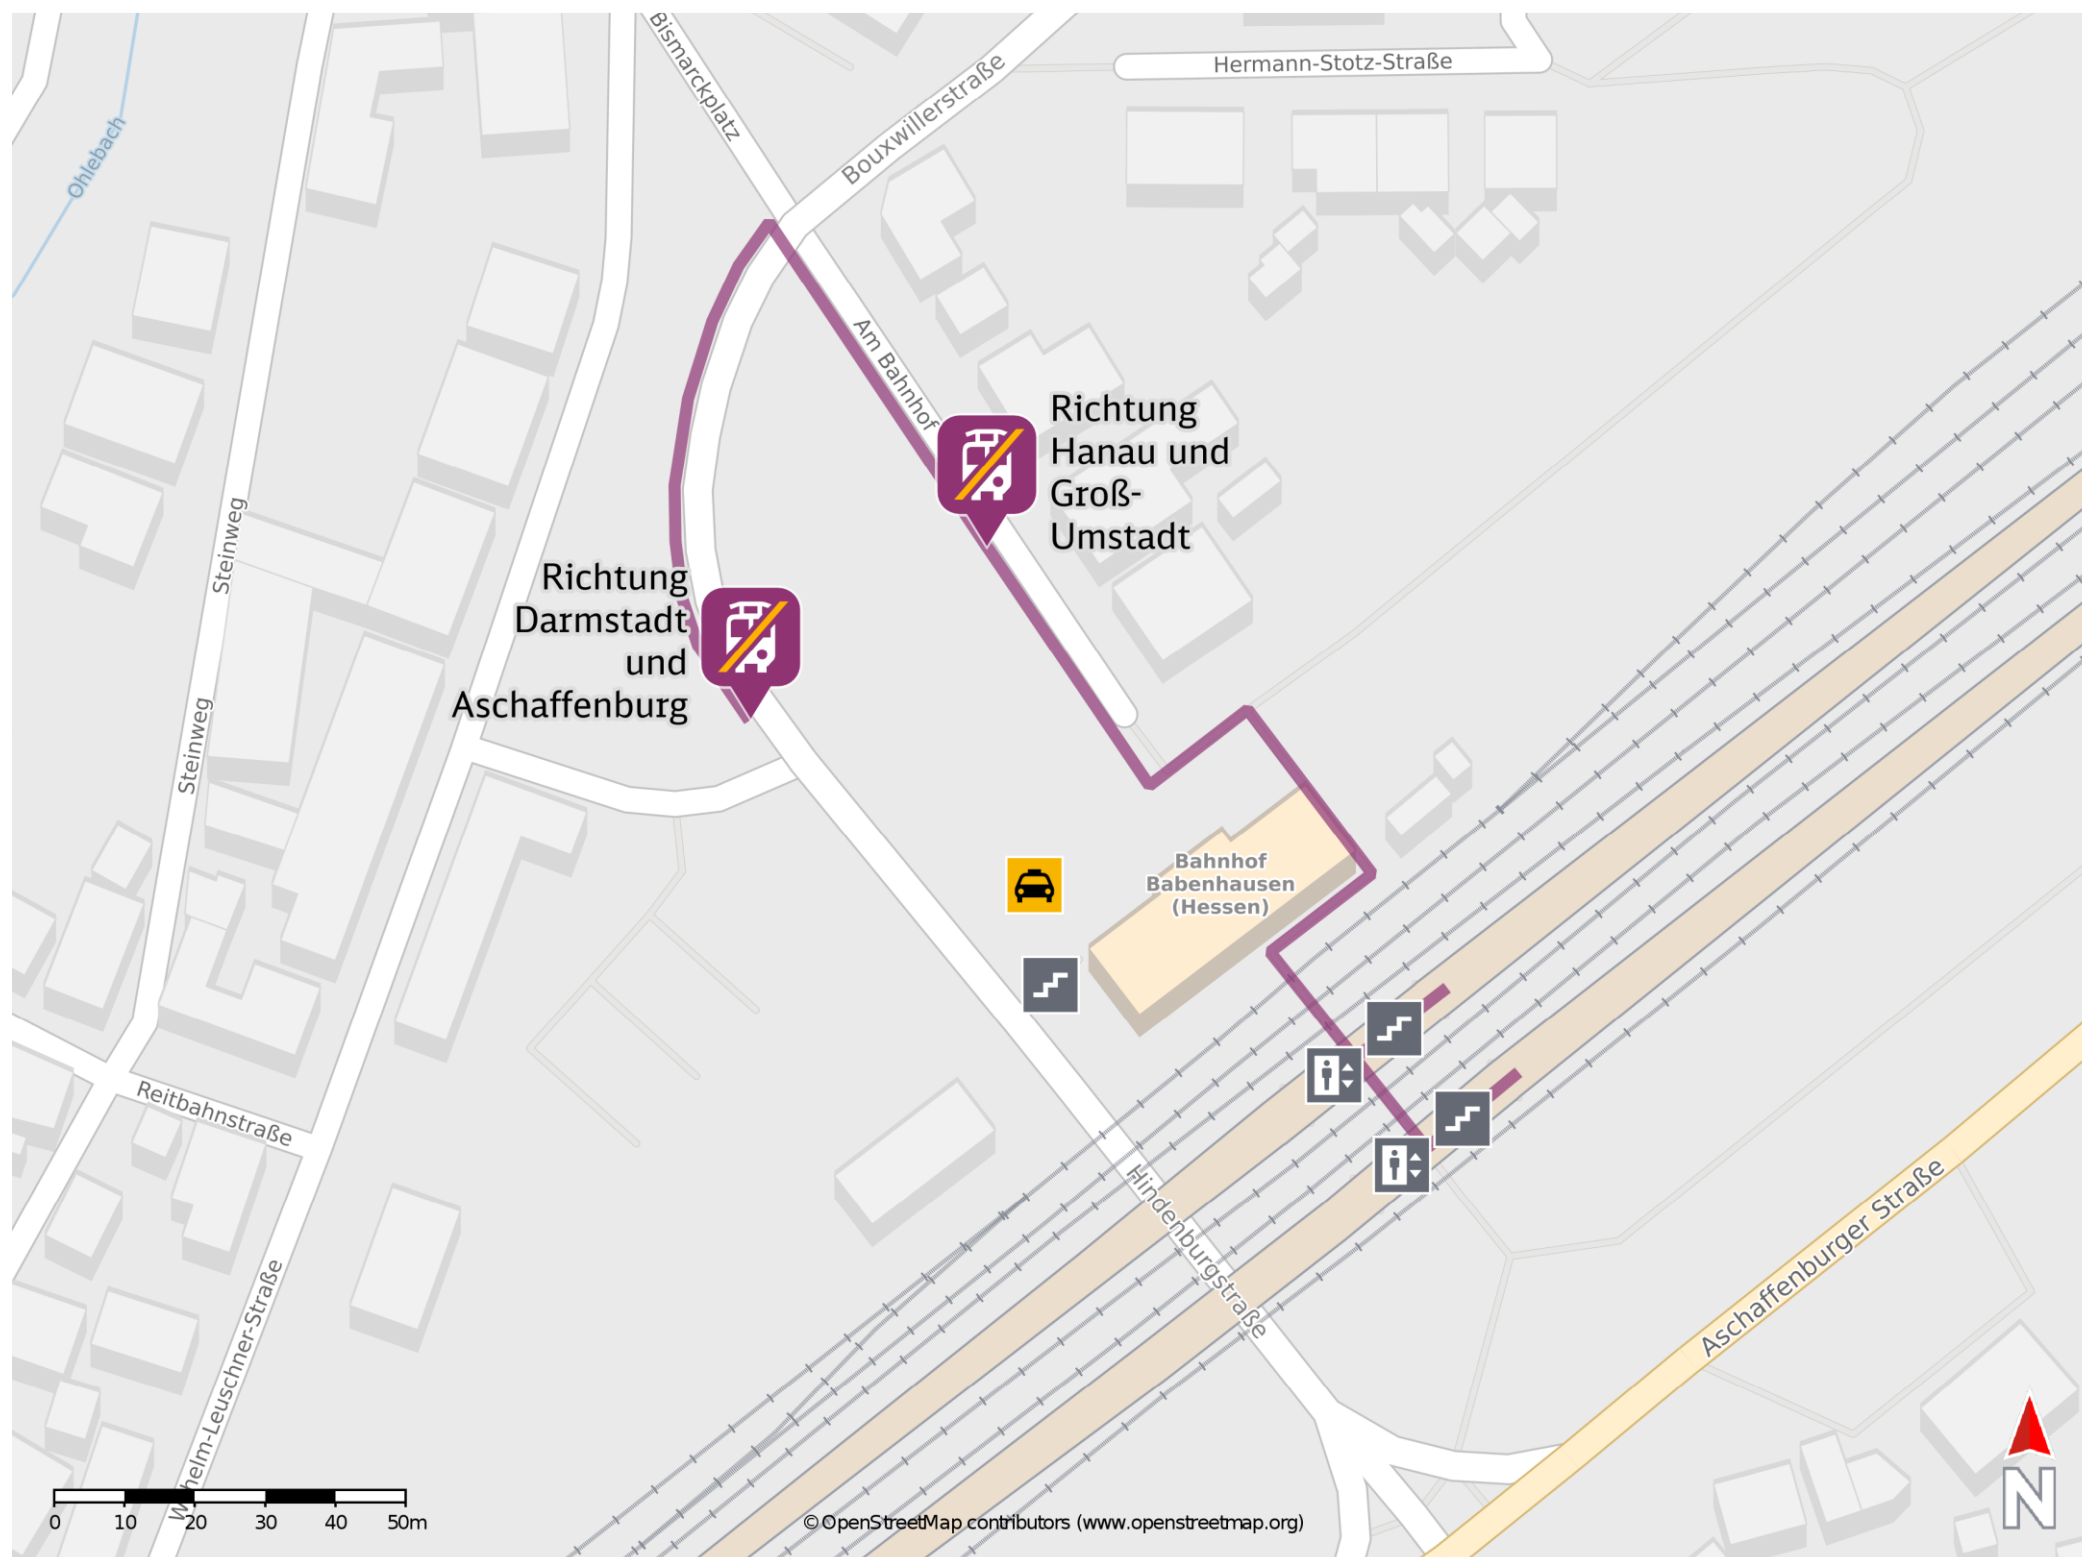 Bismarckplatz
Bouxwillerstraße
Hermann-Stotz-Straße
Ohlebach
Am Bahnhof
Richtung
Hanau und
Groß-
Umstadt
Steinweg
Richtung
Darmstadt
und
Aschaffenburg
Steinweg
Bahnhof
Babenhausen
(Hessen)
Reitbahnstraße
Hindenburgstraße
Aschaffenburger Straße
Wilhelm-Leuschner-Straße
0 10 20 30 40 50m
©OpenStreetMap contributors (www.openstreetmap.org)
N